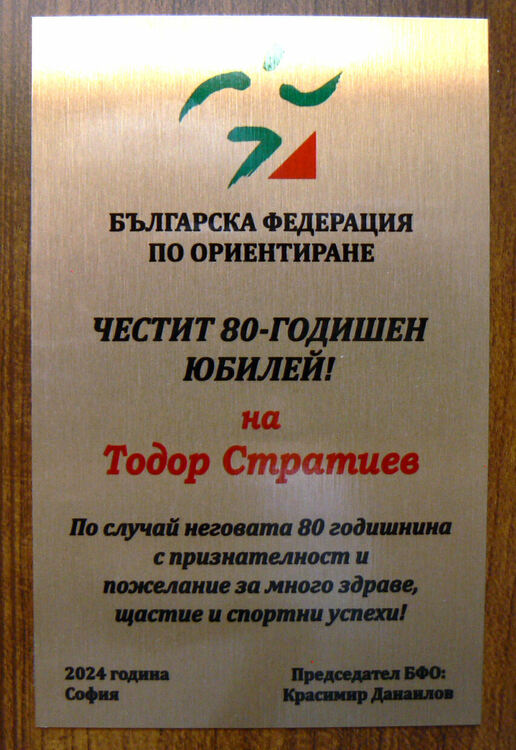 БЪЛГАРСКА ФЕДЕРАЦИЯ
ПО ОРИЕНТИРАНЕ
ЧЕСТИТ 80-ГОДИШЕН
ЮБИЛЕЙ!
на
Тодор Стратиев
По случай неговата 80 годишнина
с признателност и
пожелание за много здраве,
щастие и спортни успехи!
2024 година
София
Председател БФО:
Красимир Данаилов